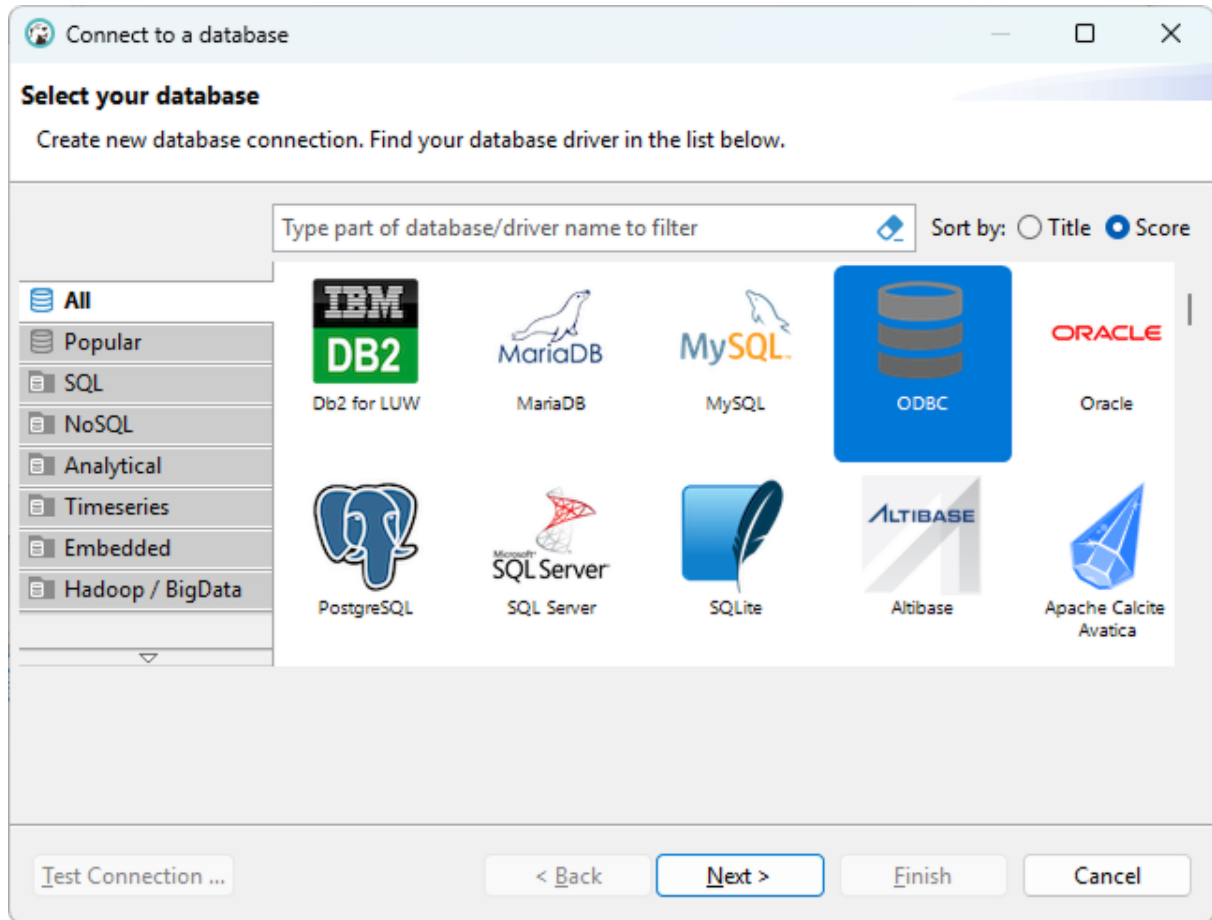 Connect to a database
Select your database
Create new database connection. Find your database driver in the list below.
Type part of database/driver name to filter
Sort by: Title Score
All
Popular
SQL
NoSQL
Analytical
Timeseries
Embedded
Hadoop / BigData
IBM
DB2
Db2 for LUW
MariaDB
MariaDB
MySQL
MySQL
ODBC
ORACLE
Oracle
PostgreSQL
Microsoft
SQL Server
SQL Server
SQLite
ALTIBASE
Altibase
Apache Calcite
Avatica
Test Connection ...
< Back
Next >
Finish
Cancel